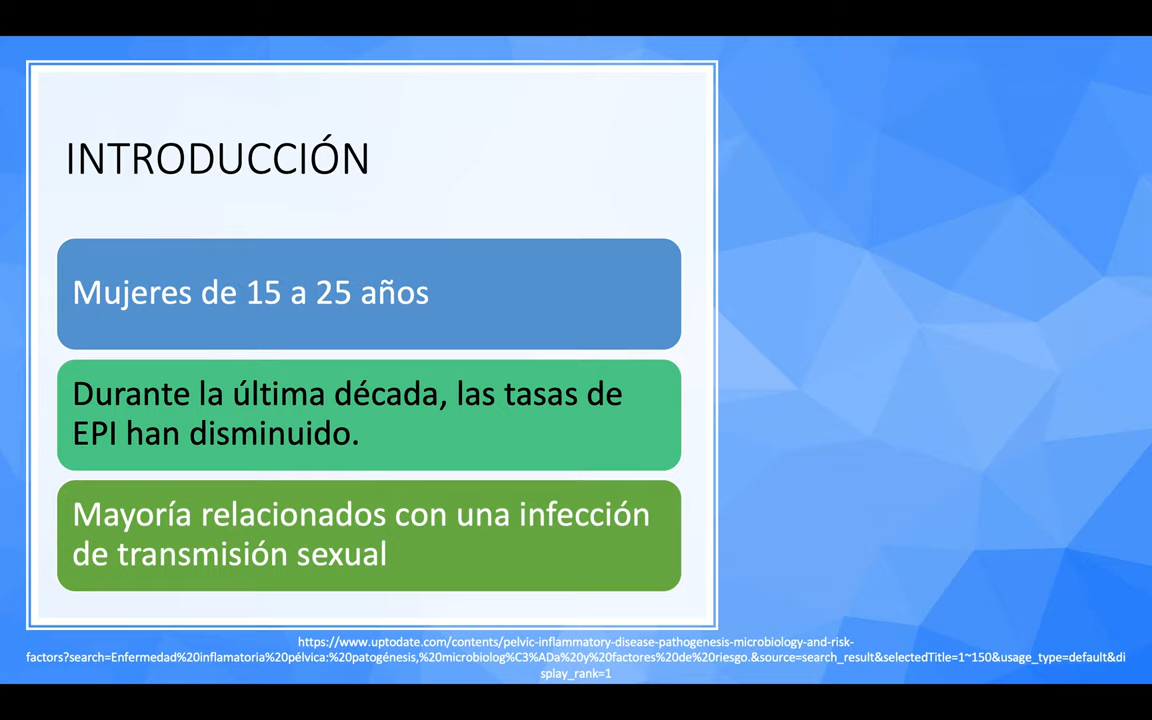 INTRODUCCIÓN
Mujeres de 15 a 25 años
Durante la última década, las tasas de
EPI han disminuido.
Mayoría relacionados con una infección
de transmisión sexual
https://www.uptodate.com/contents/pelvic-inflammatory-disease-pathogenesis-microbiology-and-risk-
factors?search=Enfermedad%20inflamatoria%20pélvica:%20patogénesis,%20microbiolog%C3%ADa%20y%20factores%20de%20riesgo.&source=search_result&selectedTitle=1~150&usage_type=default&di
splay_rank=1